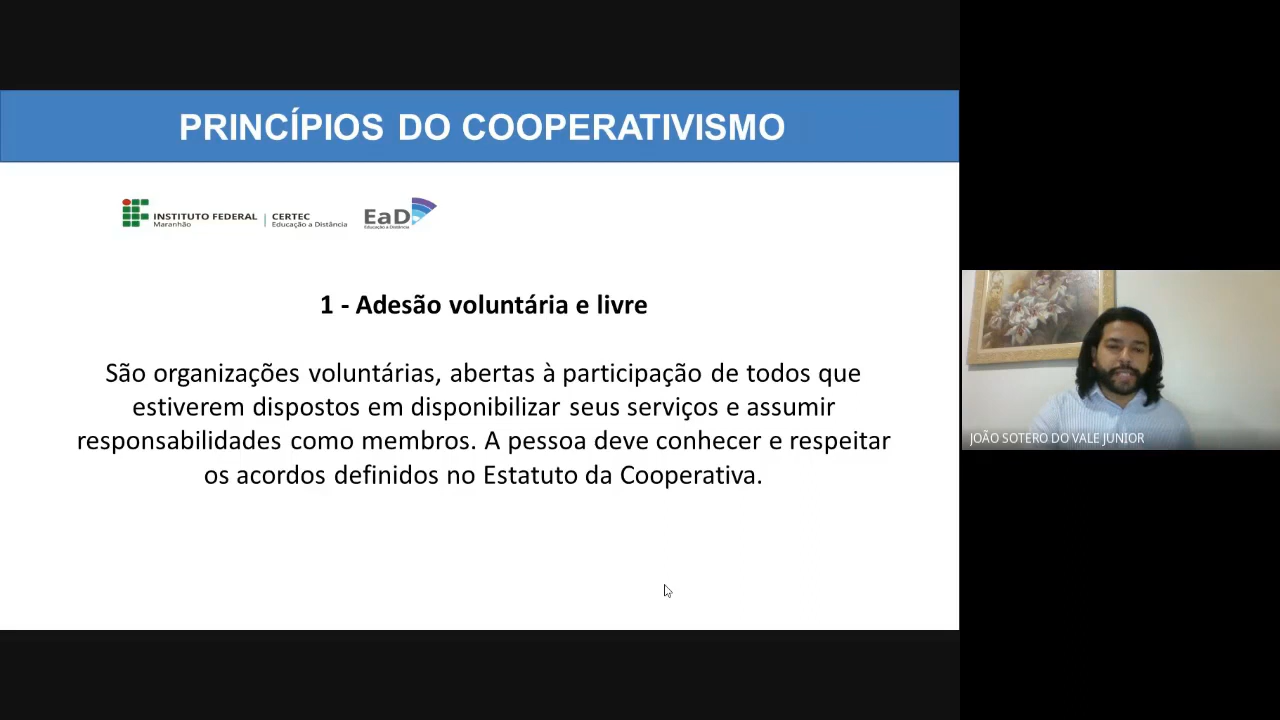 PRINCÍPIOS DO COOPERATIVISMO
INSTITUTO FEDERAL
Maranhão
CERTEC
Educação a Distância
EaD
Educação a Distância
1 - Adesão voluntária e livre
São organizações voluntárias, abertas à participação de todos que
estiverem dispostos em disponibilizar seus serviços e assumir
responsabilidades como membros. A pessoa deve conhecer e respeitar
os acordos definidos no Estatuto da Cooperativa.
JOÃO SOTERO DO VALE JUNIOR